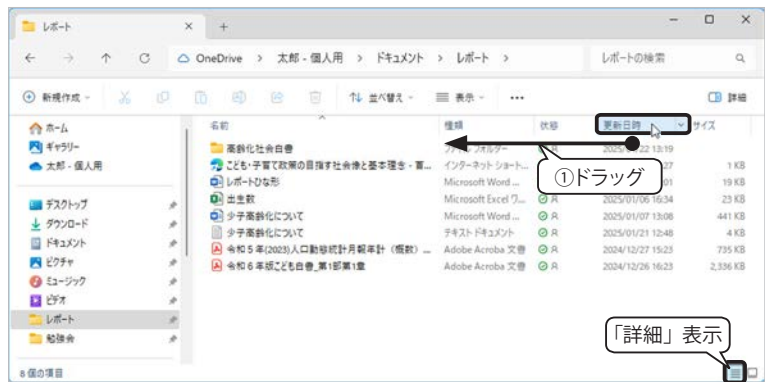 レポート
OneDrive > 太郎 - 個人用 > ドキュメント > レポート >
レポートの検索
新規作成
並べ替え
表示
詳細
ホーム
ギャラリー
太郎 - 個人用
デスクトップ
ダウンロード
ドキュメント
ピクチャ
ミュージック
ビデオ
レポート
勉強会
名前 種類 状態 更新日時 サイズ
高齢化社会白書 13:19
こども・子育て政策の目指す社会像と基本理念 - 首... インターネット ショート... 1 KB
レポートひな形 Microsoft Word ... 19 KB
出生数 Microsoft Excel ワ... 2025/01/06 16:34 23 KB
少子高齢化について Microsoft Word ... 2025/01/07 13:08 441 KB
少子高齢化について テキスト ドキュメント 2025/01/21 12:48 4 KB
令和5年(2023)人口動態統計月報年計(概数)... Adobe Acroba 文書 2024/12/27 15:23 735 KB
令和6年版こども白書_第1部第1章 Adobe Acroba 文書 2024/12/26 16:23 2,336 KB
①ドラッグ
「詳細」表示
8 個の項目